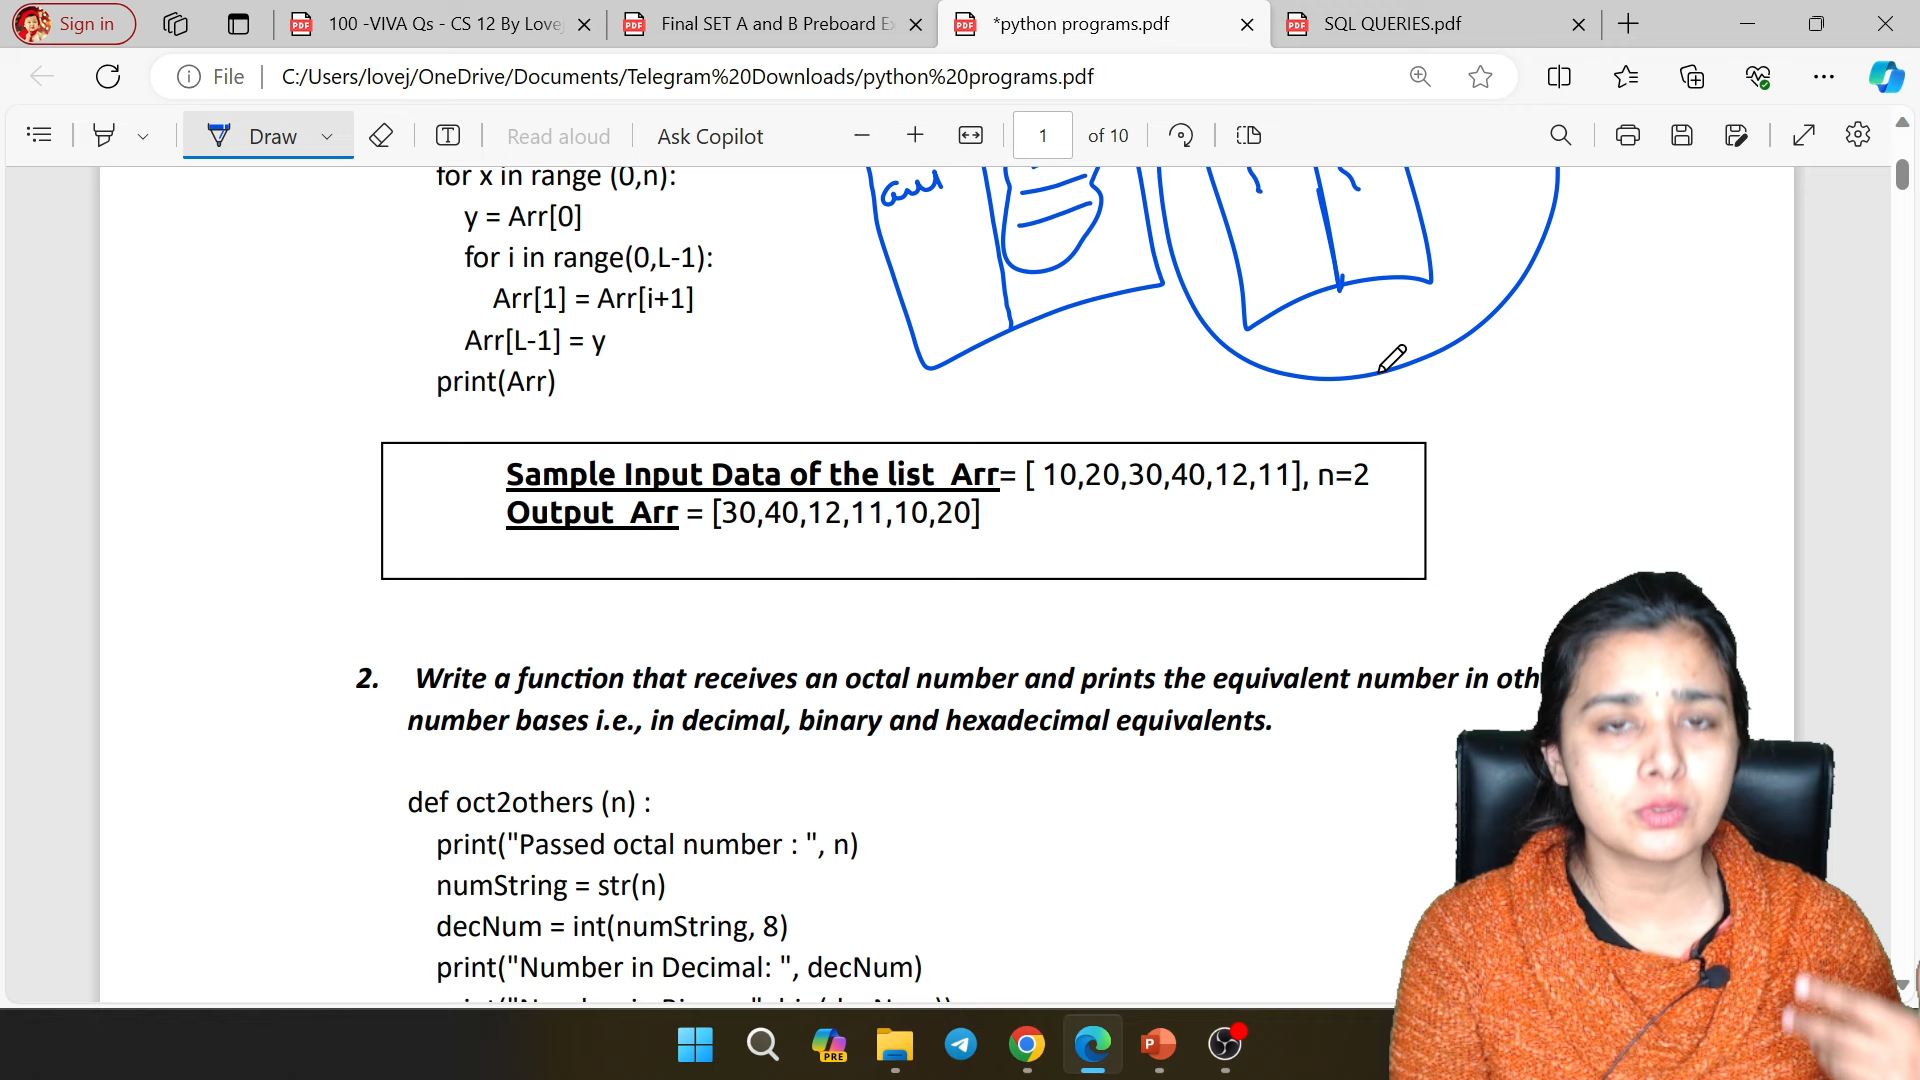 Sign in
100 -VIVA Qs - CS 12 By Love
Final SET A and B Preboard E
*python programs.pdf
SQL QUERIES.pdf
File
C:/Users/lovej/OneDrive/Documents/Telegram%20Downloads/python%20programs.pdf
Draw
Read aloud
Ask Copilot
1
of 10
for x in range (0,n):
y = Arr[0]
for i in range(0,L-1):
Arr[1] = Arr[i+1]
Arr[L-1] = y
print(Arr)
Sample Input Data of the list Arr= [ 10,20,30,40,12,11], n=2
Output Arr = [30,40,12,11,10,20]
2. Write a function that receives an octal number and prints the equivalent number in oth
number bases i.e., in decimal, binary and hexadecimal equivalents.
def oct2others (n) :
print("Passed octal number : ", n)
numString = str(n)
decNum = int(numString, 8)
print("Number in Decimal: ", decNum)
PRE